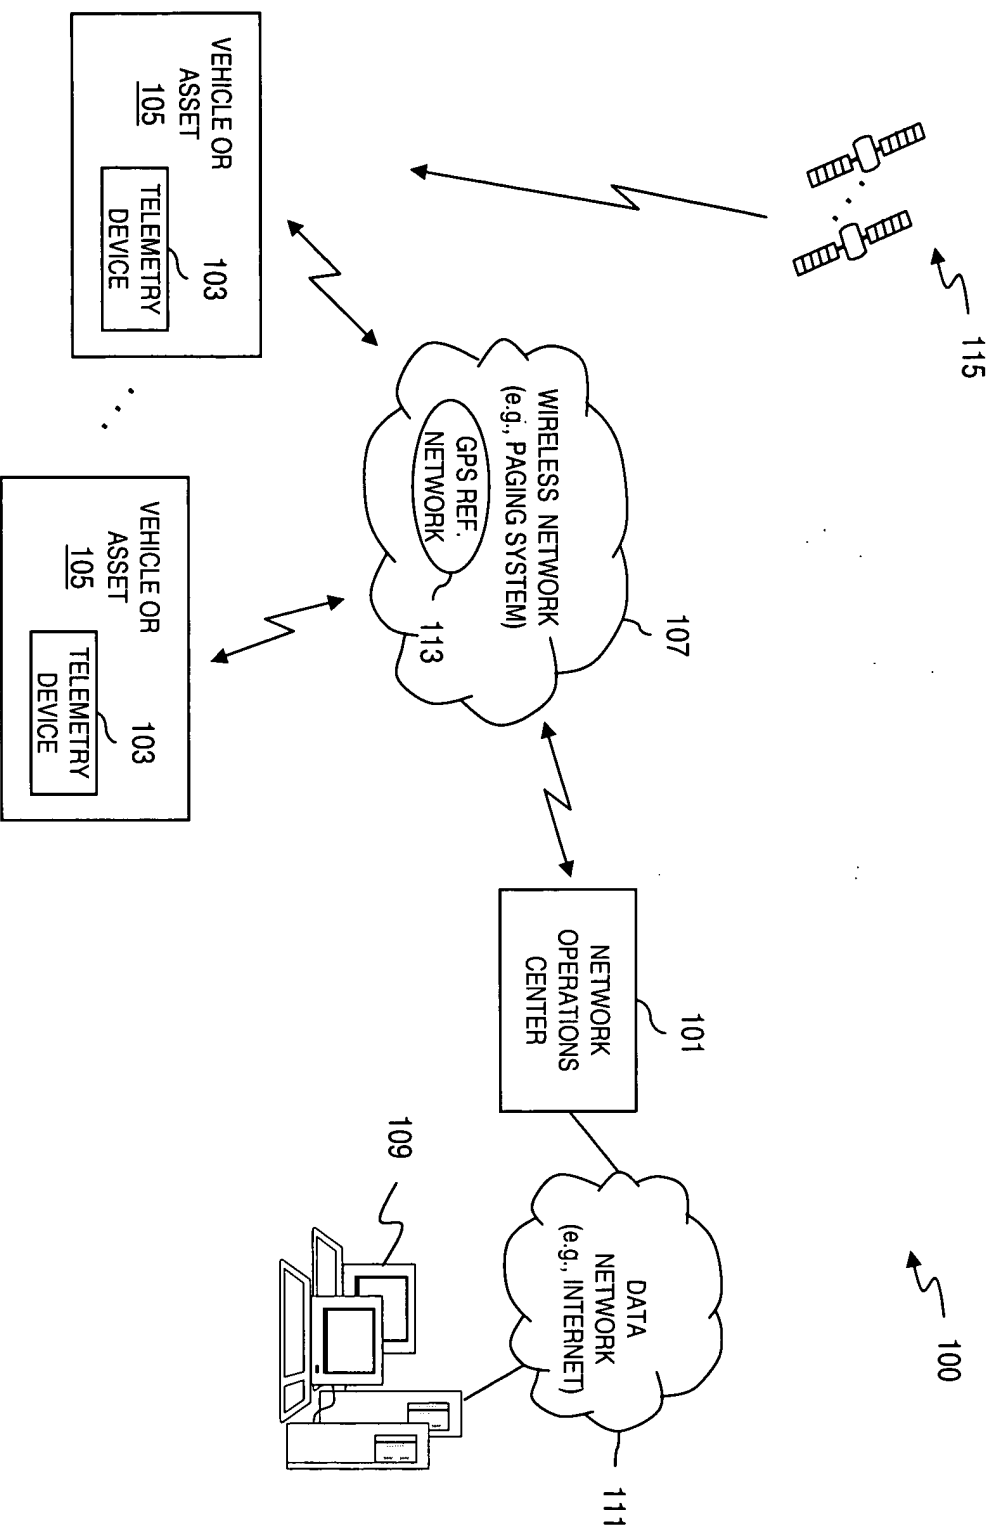 115
VEHICLE OR
ASSET
105
103
TELEMETRY
DEVICE
WIRELESS NETWORK
(e.g., PAGING SYSTEM)
GPS REF.
NETWORK
113
107
VEHICLE OR
ASSET
105
103
TELEMETRY
DEVICE
101
NETWORK
OPERATIONS
CENTER
100
109
DATA
NETWORK
(e.g., INTERNET)
111